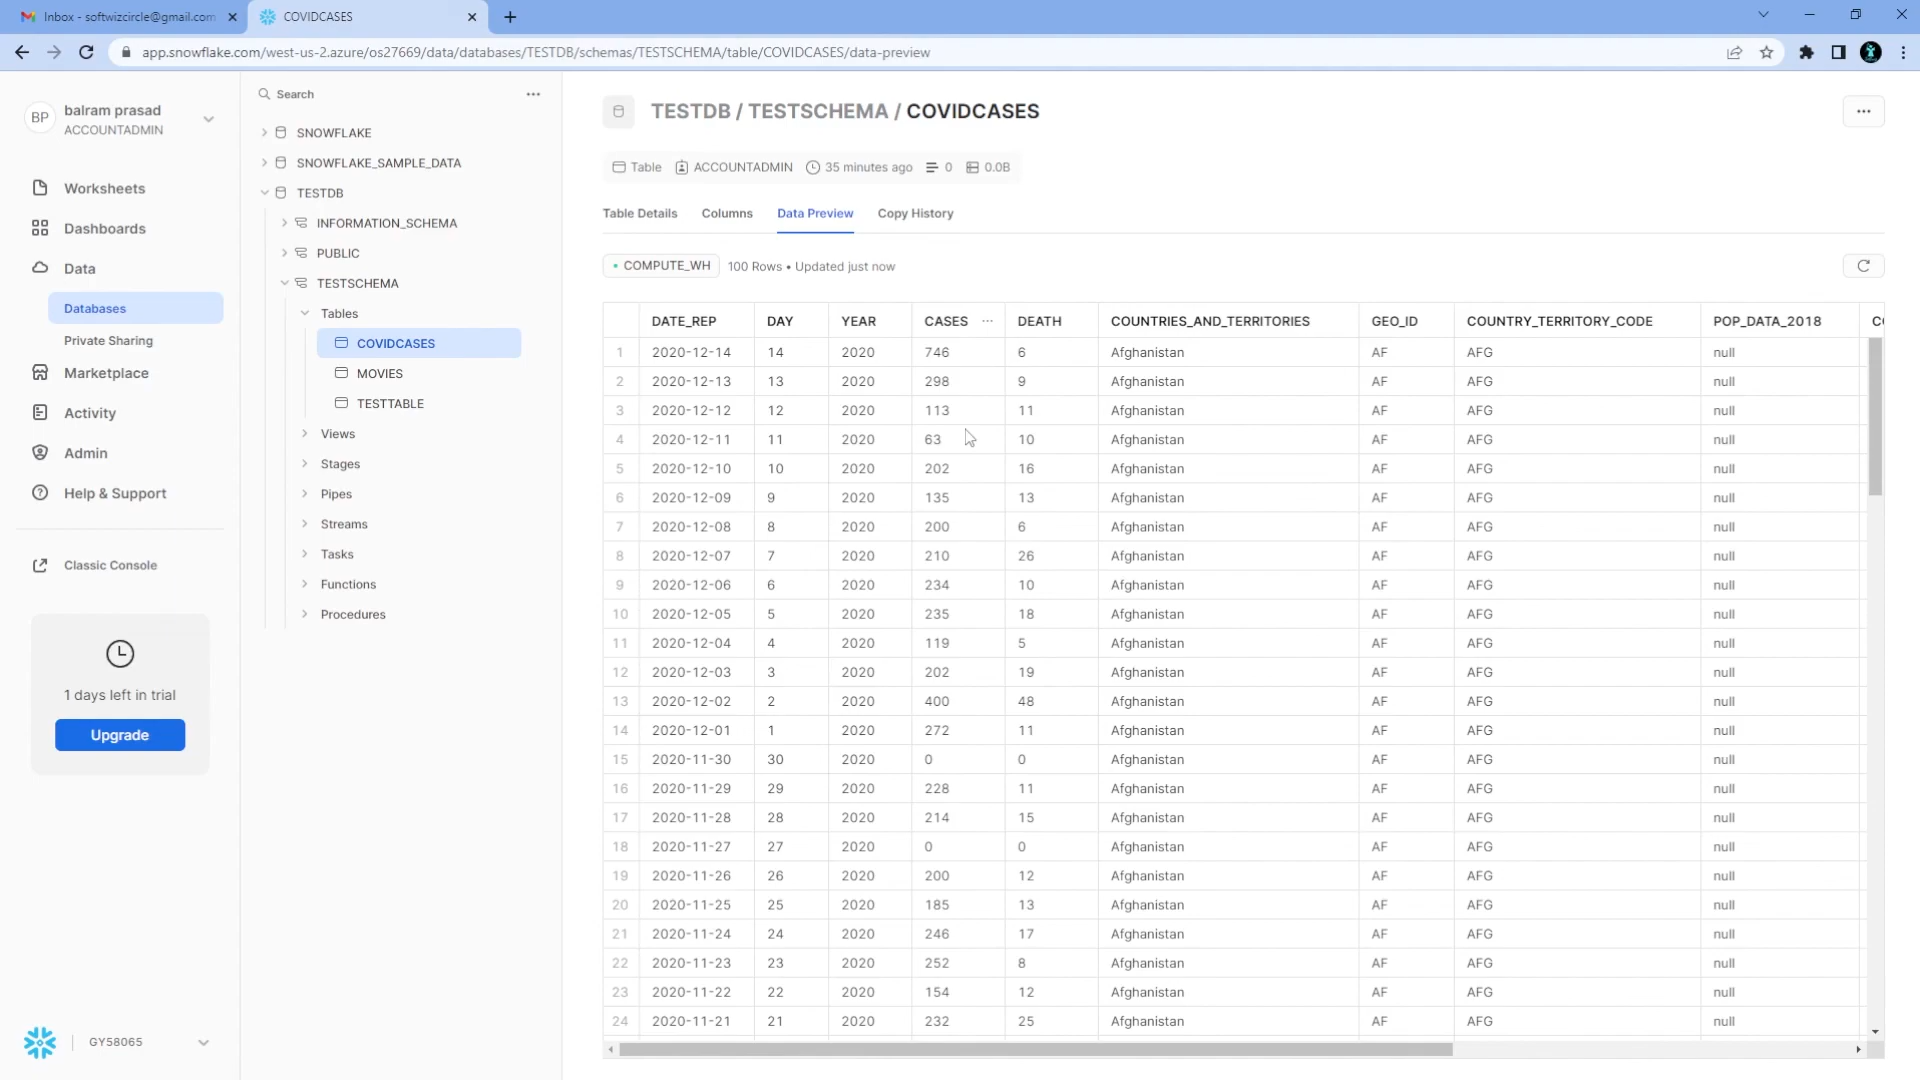 Inbox - softwizcircle@gmail.com
COVIDCASES
app.snowflake.com/west-us-2.azure/os27669/data/databases/TESTDB/schemas/TESTSCHEMA/table/COVIDCASES/data-preview
BP
balram prasad
ACCOUNTADMIN
Worksheets
Dashboards
Data
Databases
Private Sharing
Marketplace
Activity
Admin
Help & Support
Classic Console
1 days left in trial
Upgrade
GY58065
Search
SNOWFLAKE
SNOWFLAKE_SAMPLE_DATA
TESTDB
INFORMATION_SCHEMA
PUBLIC
TESTSCHEMA
Tables
COVIDCASES
MOVIES
TESTTABLE
Views
Stages
Pipes
Streams
Tasks
Functions
Procedures
TESTDB / TESTSCHEMA / COVIDCASES
Table ACCOUNTADMIN 35 minutes ago 0 0.0B
Table Details Columns Data Preview Copy History
COMPUTE_WH 100 Rows • Updated just now
DATE_REP DAY YEAR CASES DEATH COUNTRIES_AND_TERRITORIES GEO_ID COUNTRY_TERRITORY_CODE POP_DATA_2018
1 2020-12-14 14 2020 746 6 Afghanistan AF AFG null
2 2020-12-13 13 2020 298 9 Afghanistan AF AFG null
3 2020-12-12 12 2020 113 11 Afghanistan AF AFG null
4 2020-12-11 11 2020 63 10 Afghanistan AF AFG null
5 2020-12-10 10 2020 202 16 Afghanistan AF AFG null
6 2020-12-09 9 2020 135 13 Afghanistan AF AFG null
7 2020-12-08 8 2020 200 6 Afghanistan AF AFG null
8 2020-12-07 7 2020 210 26 Afghanistan AF AFG null
9 2020-12-06 6 2020 234 10 Afghanistan AF AFG null
10 2020-12-05 5 2020 235 18 Afghanistan AF AFG null
11 2020-12-04 4 2020 119 5 Afghanistan AF AFG null
12 2020-12-03 3 2020 202 19 Afghanistan AF AFG null
13 2020-12-02 2 2020 400 48 Afghanistan AF AFG null
14 2020-12-01 1 2020 272 11 Afghanistan AF AFG null
15 2020-11-30 30 2020 0 0 Afghanistan AF AFG null
16 2020-11-29 29 2020 228 11 Afghanistan AF AFG null
17 2020-11-28 28 2020 214 15 Afghanistan AF AFG null
18 2020-11-27 27 2020 0 0 Afghanistan AF AFG null
19 2020-11-26 26 2020 200 12 Afghanistan AF AFG null
20 2020-11-25 25 2020 185 13 Afghanistan AF AFG null
21 2020-11-24 24 2020 246 17 Afghanistan AF AFG null
22 2020-11-23 23 2020 252 8 Afghanistan AF AFG null
23 2020-11-22 22 2020 154 12 Afghanistan AF AFG null
24 2020-11-21 21 2020 232 25 Afghanistan AF AFG null